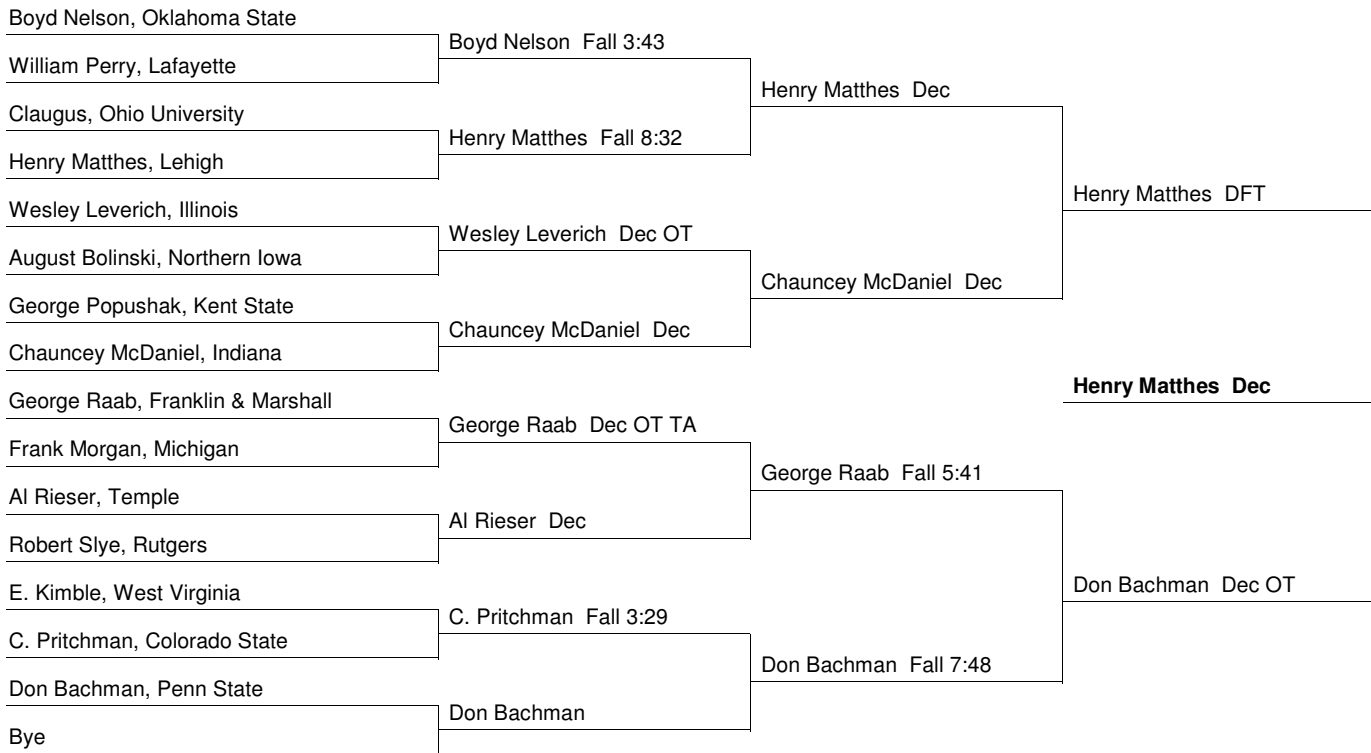 Boyd Nelson, Oklahoma State
William Perry, Lafayette
Claugus, Ohio University
Henry Matthes, Lehigh
Wesley Leverich, Illinois
August Bolinski, Northern Iowa
George Popushak, Kent State
Chauncey McDaniel, Indiana
George Raab, Franklin & Marshall
Frank Morgan, Michigan
Al Rieser, Temple
Robert Slye, Rutgers
E. Kimble, West Virginia
C. Pritchman, Colorado State
Don Bachman, Penn State
Bye
Boyd Nelson  Fall 3:43
Henry Matthes  Fall 8:32
Wesley Leverich  Dec OT
Chauncey McDaniel  Dec
George Raab  Dec OT TA
Al Rieser  Dec
C. Pritchman  Fall 3:29
Don Bachman
Henry Matthes  Dec
Chauncey McDaniel  Dec
George Raab  Fall 5:41
Don Bachman  Fall 7:48
Henry Matthes  DFT
Don Bachman  Dec OT
Henry Matthes  Dec